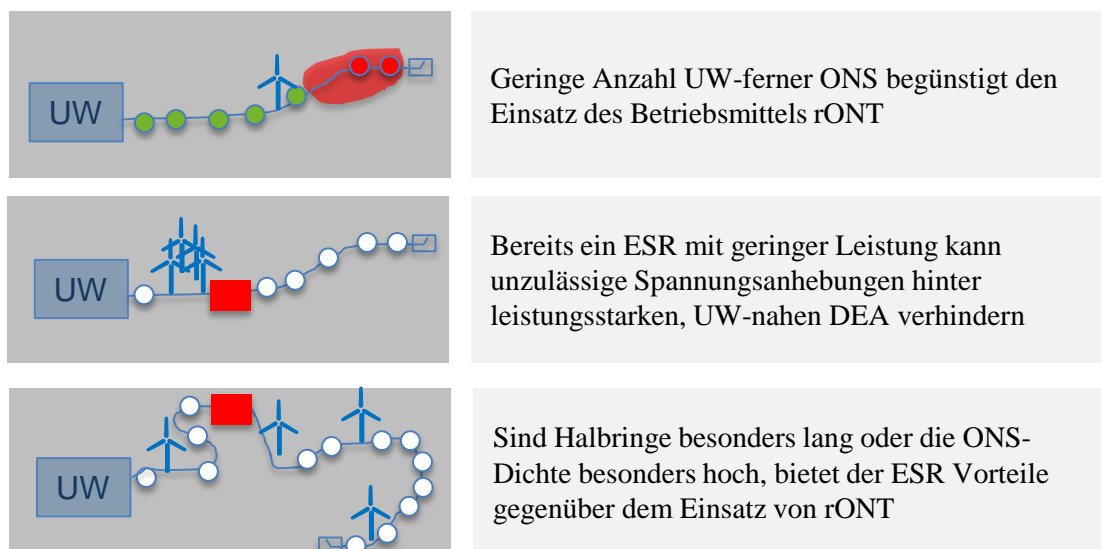 UW
Geringe Anzahl UW-ferner ONS begünstigt den
Einsatz des Betriebsmittels rONT
UW
Bereits ein ESR mit geringer Leistung kann
unzulässige Spannungsanhebungen hinter
leistungsstarken, UW-nahen DEA verhindern
UW
Sind Halbringe besonders lang oder die ONS-
Dichte besonders hoch, bietet der ESR Vorteile
gegenüber dem Einsatz von rONT